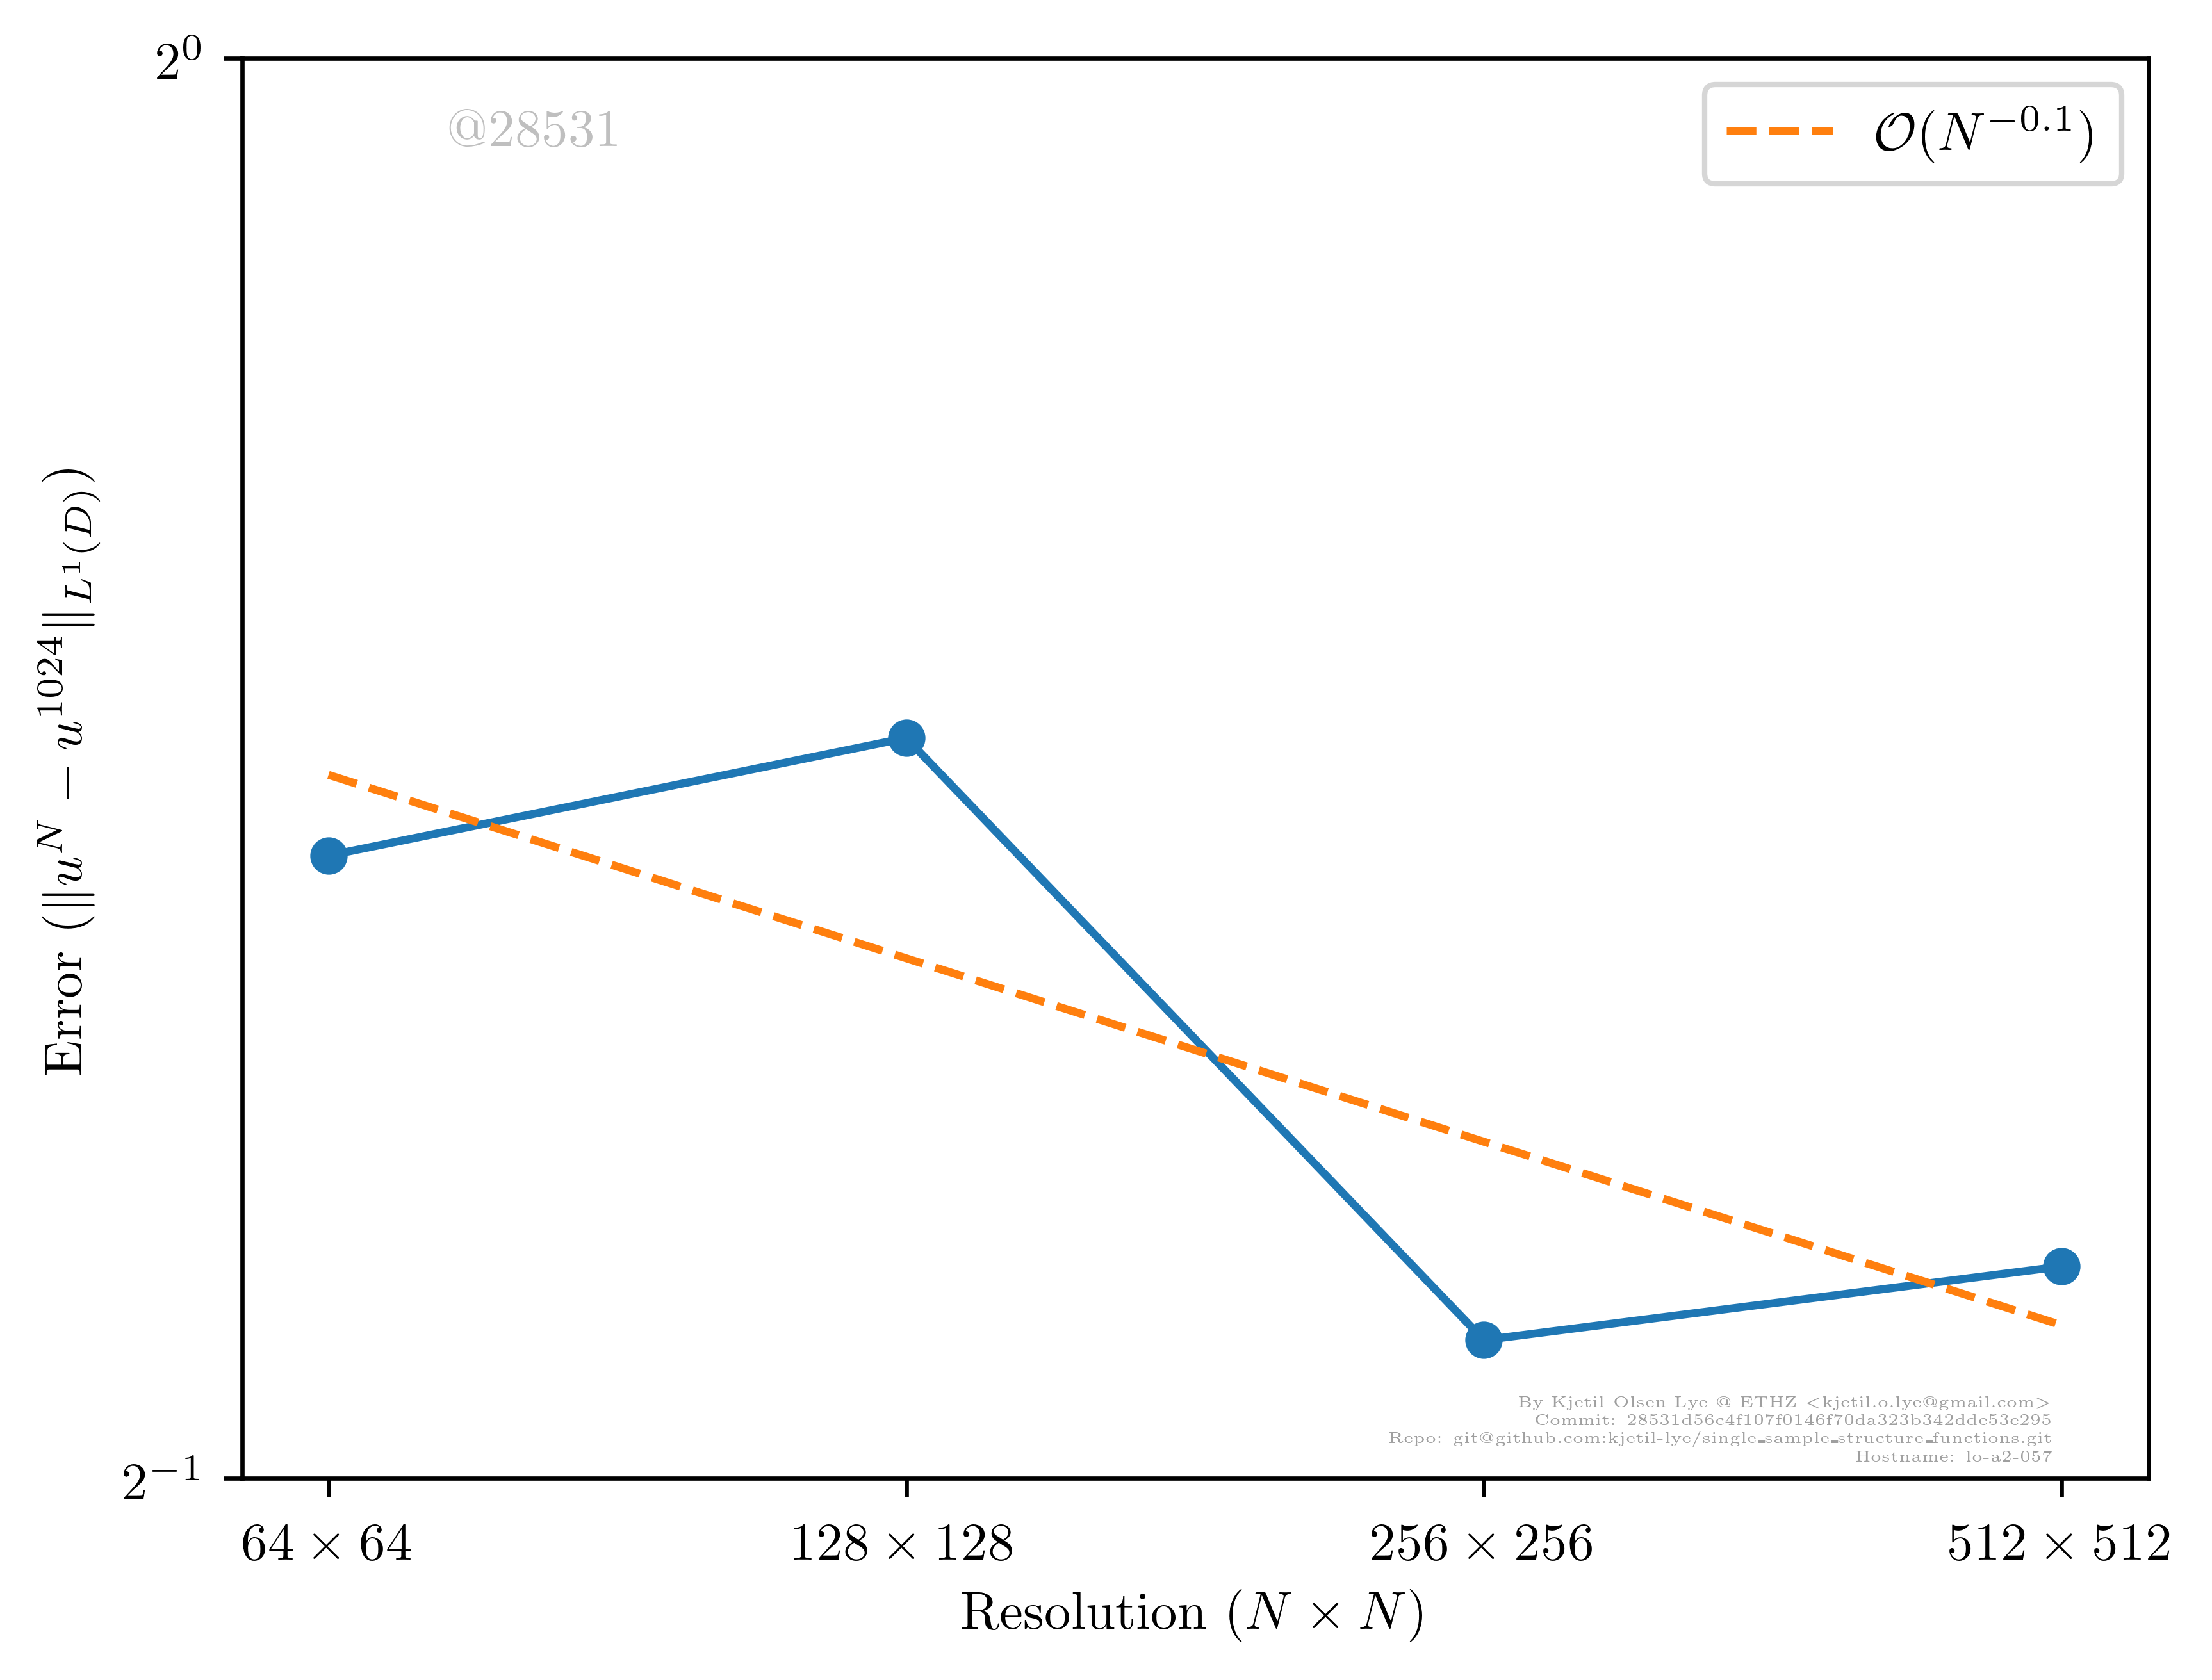 2^0
@28531
O(N^{-0.1})
Error (||u^N − u^{1024}||_{L^1(D)})
By Kjetil Olsen Lye @ ETHZ <kjetil.o.lye@gmail.com>
Commit: 28531d56c4f107f0146f70da323b342dde53e295
Repo: git@github.com:kjetil-lye/single_sample_structure_functions.git
Hostname: lo-a2-057
2^{-1}
64 × 64 128 × 128 256 × 256 512 × 512
Resolution (N × N)